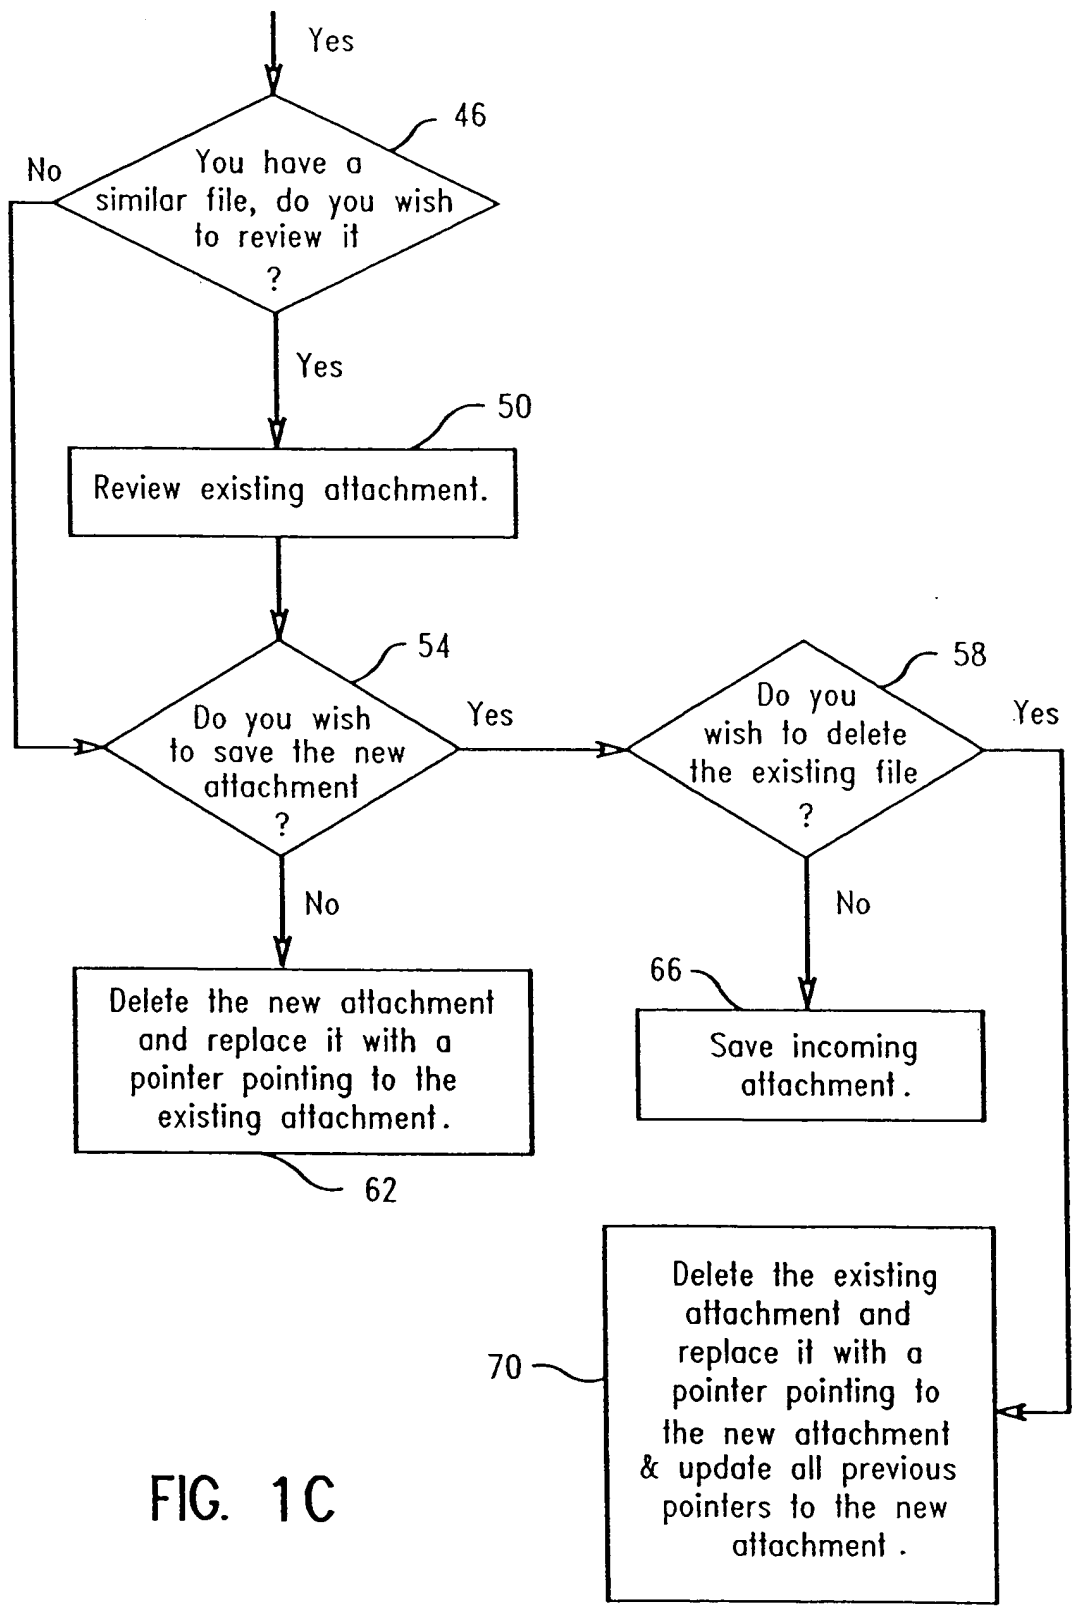 Yes
46
No
You have a
similar file, do you wish
to review it
?
Yes
50
Review existing attachment.
54
Do you wish
to save the new
attachment
?
Yes
58
Do you
wish to delete
the existing file
?
Yes
No
No
Delete the new attachment
and replace it with a
pointer pointing to the
existing attachment.
62
66
Save incoming
attachment.
70
Delete the existing
attachment and
replace it with a
pointer pointing to
the new attachment
& update all previous
pointers to the new
attachment.
FIG. 1C